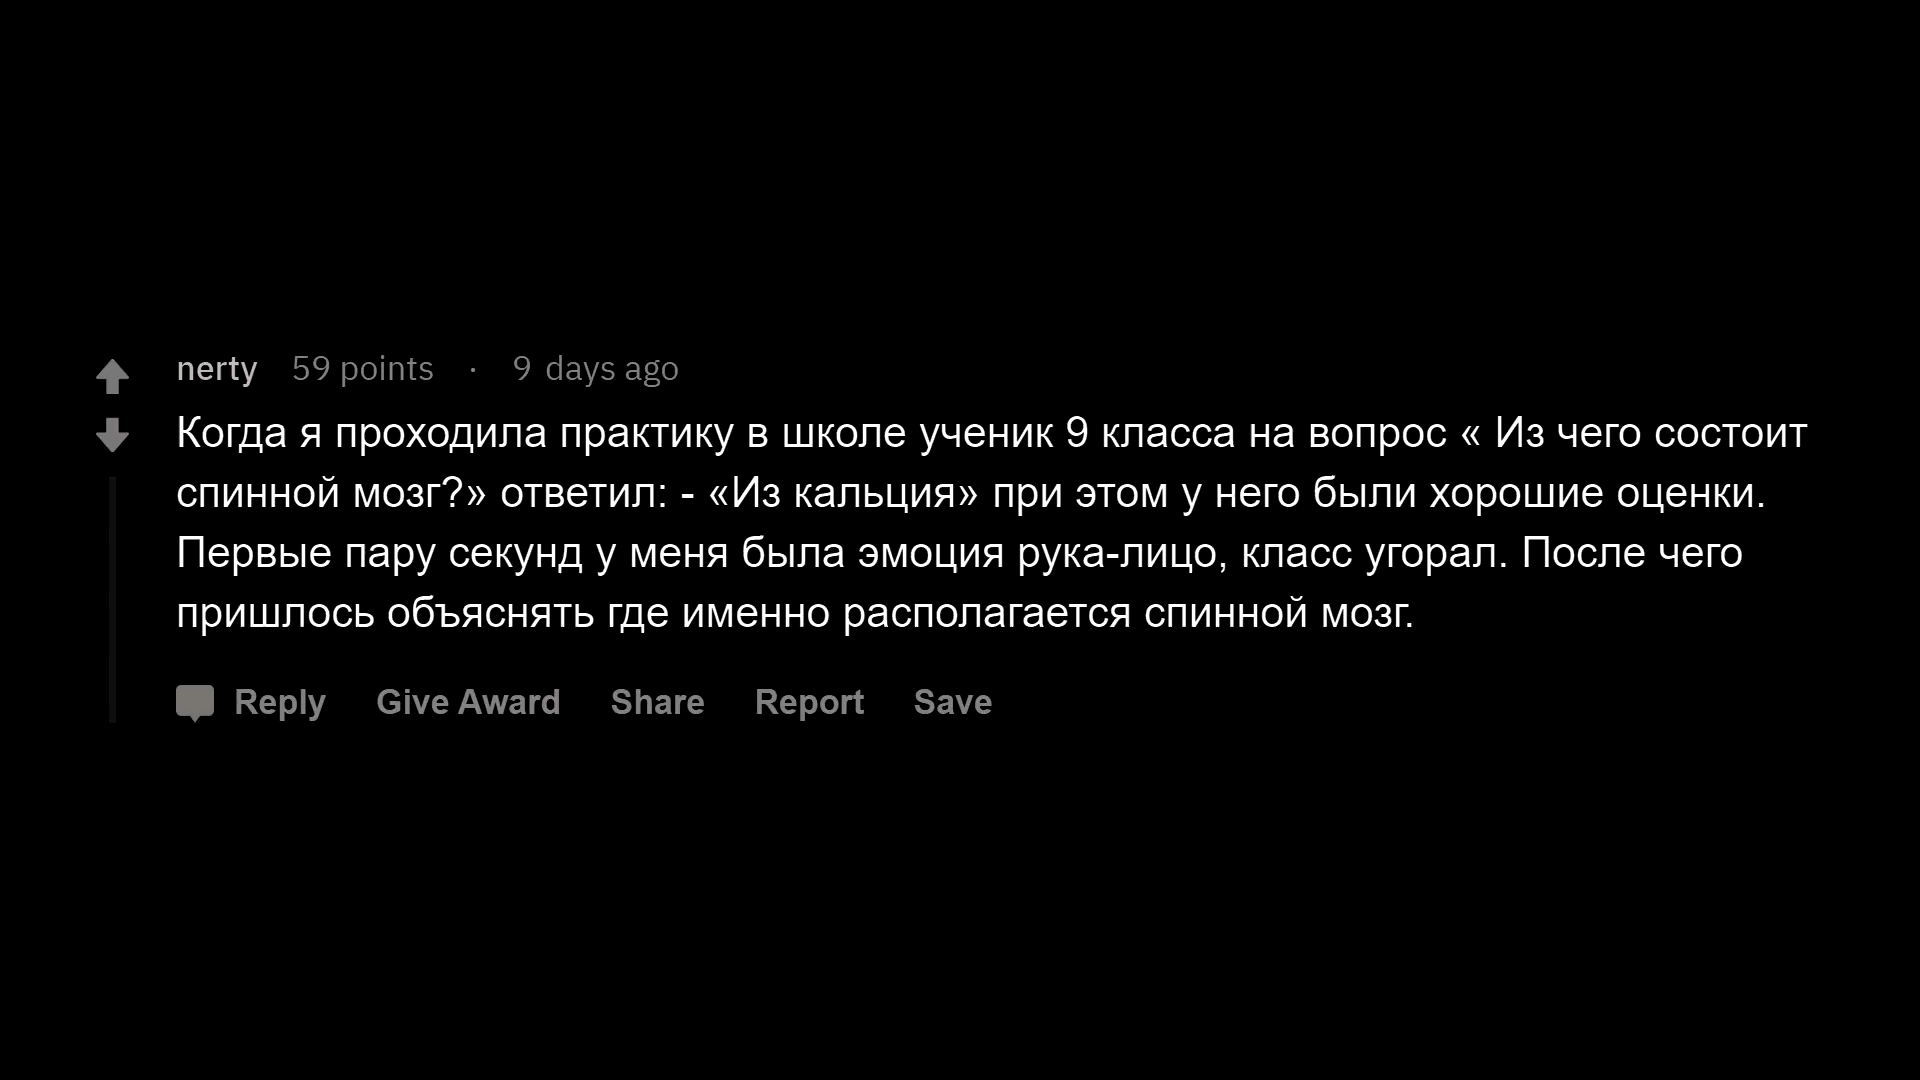 nerty 59 points · 9 days ago
Когда я проходила практику в школе ученик 9 класса на вопрос « Из чего состоит
спинной мозг?» ответил: - «Из кальция» при этом у него были хорошие оценки.
Первые пару секунд у меня была эмоция рука-лицо, класс угорал. После чего
пришлось объяснять где именно располагается спинной мозг.
Reply Give Award Share Report Save